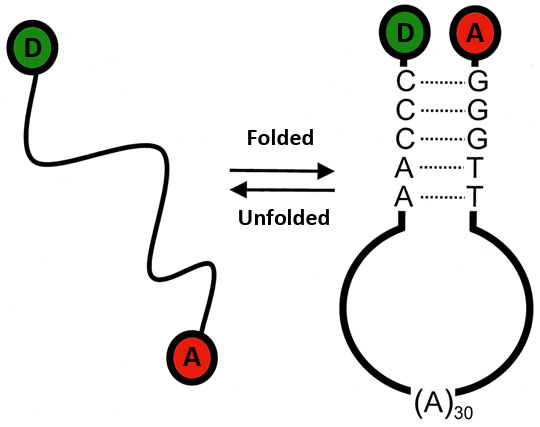 D
A
Folded
Unfolded
D A
C G
C G
C G
A T
A T
(A)30